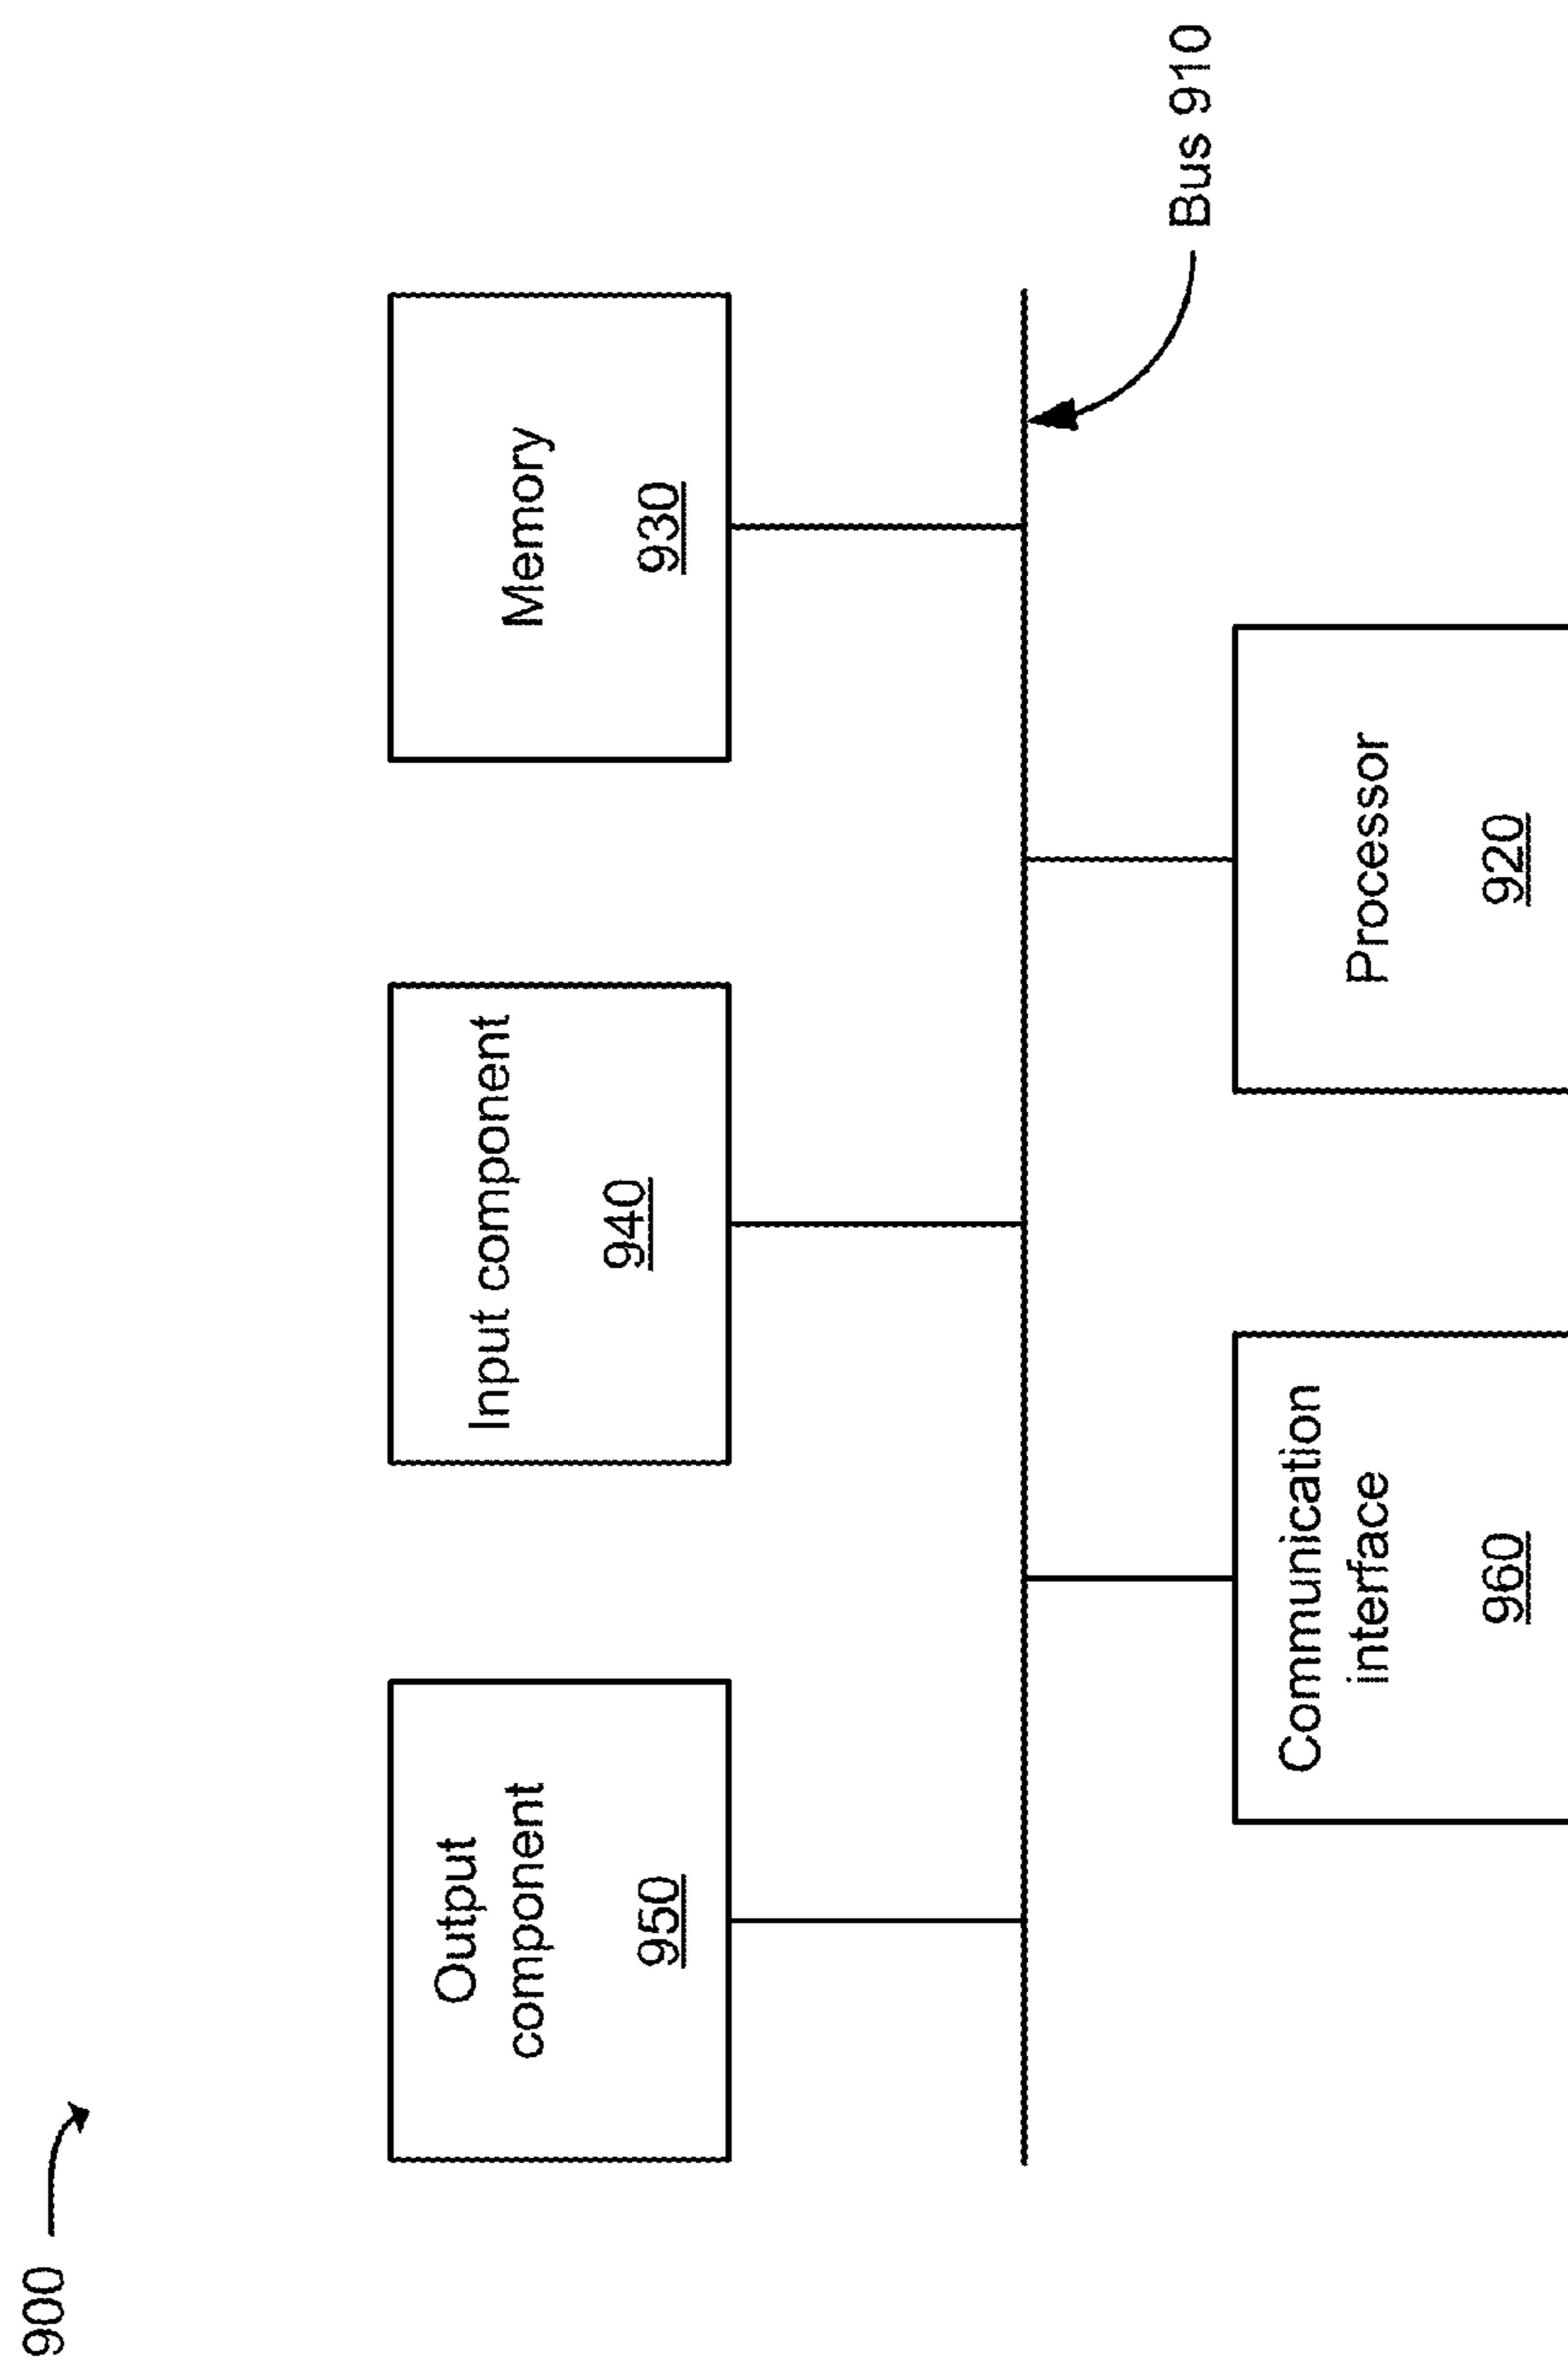 900
Output
component
950
Input component
940
Memory
930
Bus 910
Communication
interface
960
Processor
920